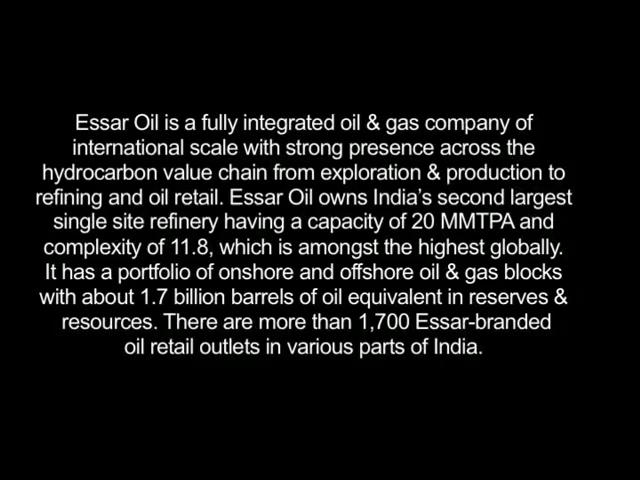 Essar Oil is a fully integrated oil & gas company of
international scale with strong presence across the
hydrocarbon value chain from exploration & production to
refining and oil retail. Essar Oil owns India’s second largest
single site refinery having a capacity of 20 MMTPA and
complexity of 11.8, which is amongst the highest globally.
It has a portfolio of onshore and offshore oil & gas blocks
with about 1.7 billion barrels of oil equivalent in reserves &
resources. There are more than 1,700 Essar-branded
oil retail outlets in various parts of India.